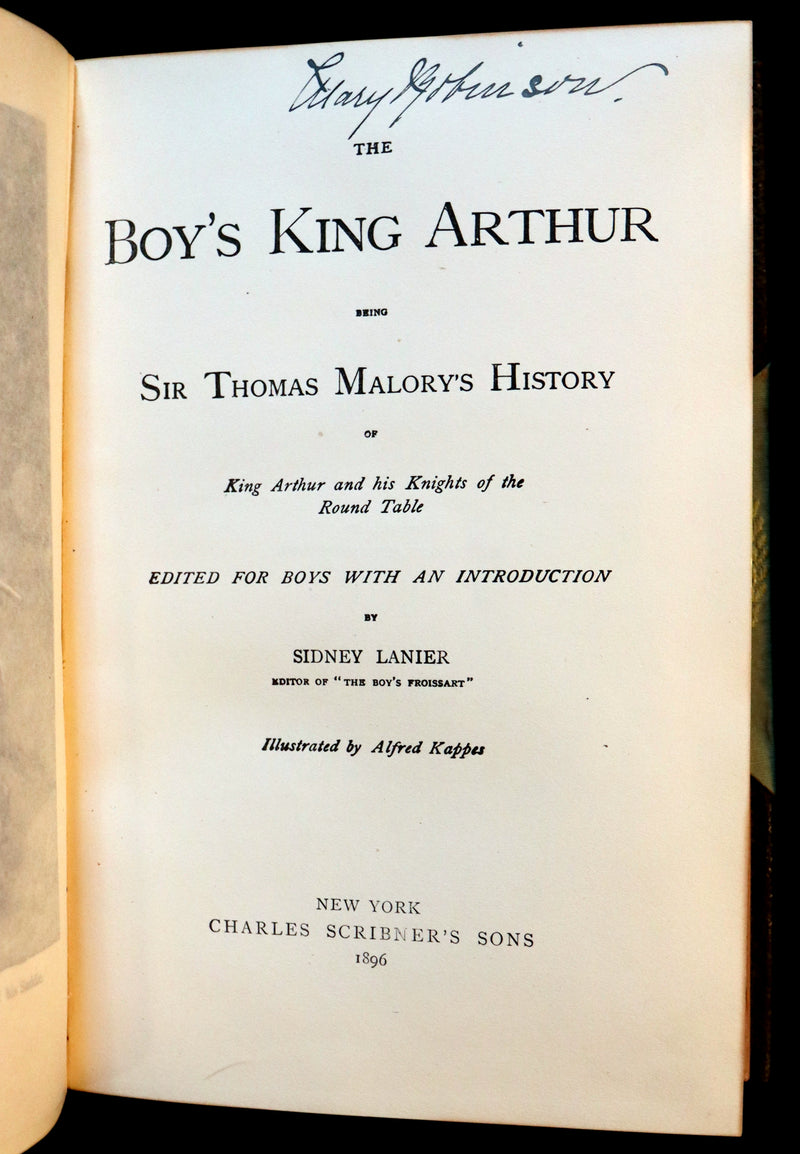 Mary Robinson.
THE
BOY'S KING ARTHUR
BEING
SIR THOMAS MALORY'S HISTORY
OF
King Arthur and his Knights of the
Round Table
EDITED FOR BOYS WITH AN INTRODUCTION
BY
SIDNEY LANIER
EDITOR OF "THE BOY'S FROISSART"
Illustrated by Alfred Kappes
NEW YORK
CHARLES SCRIBNER'S SONS
1896